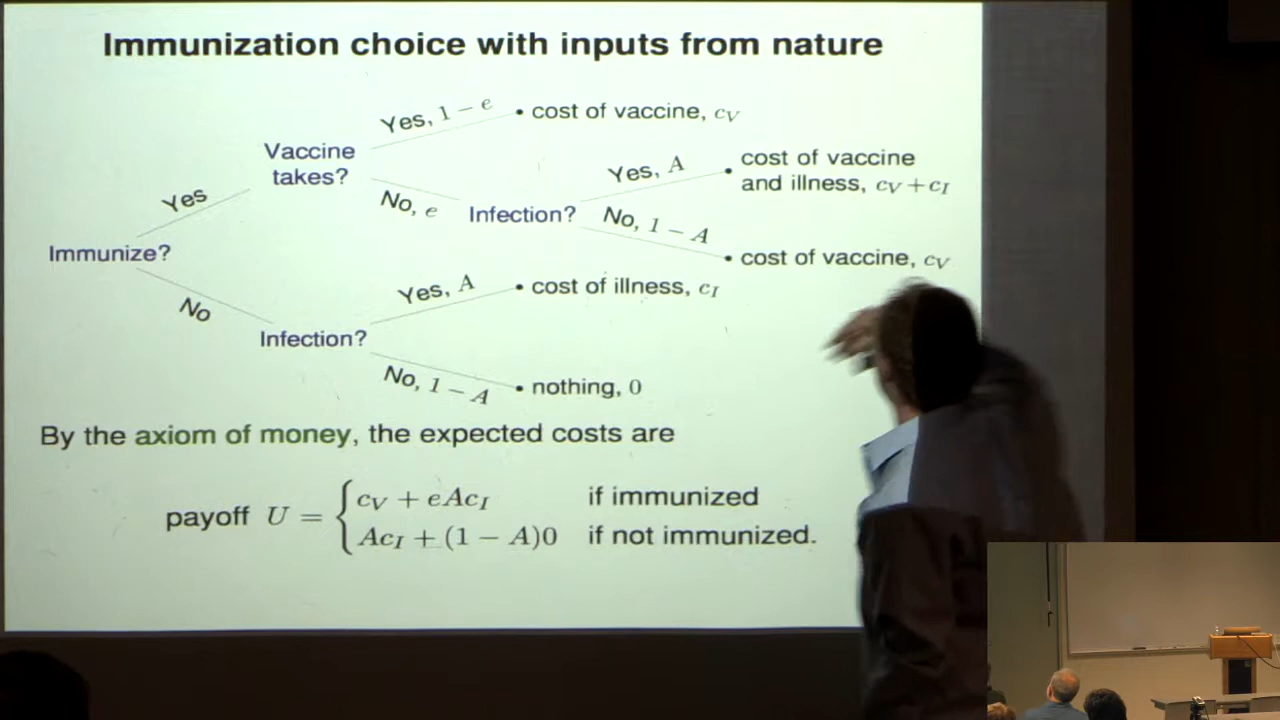 Immunization choice with inputs from nature
Yes, 1 − e
• cost of vaccine, cV
Vaccine
takes?
Yes, A
• cost of vaccine
and illness, cV + cI
Yes
No, e
Infection?
No, 1 − A
Immunize?
• cost of vaccine, cV
Yes, A
• cost of illness, cI
No
Infection?
No, 1 − A
• nothing, 0
By the axiom of money, the expected costs are
payoff U = { cV + eAcI if immunized
AcI + (1 − A)0 if not immunized.